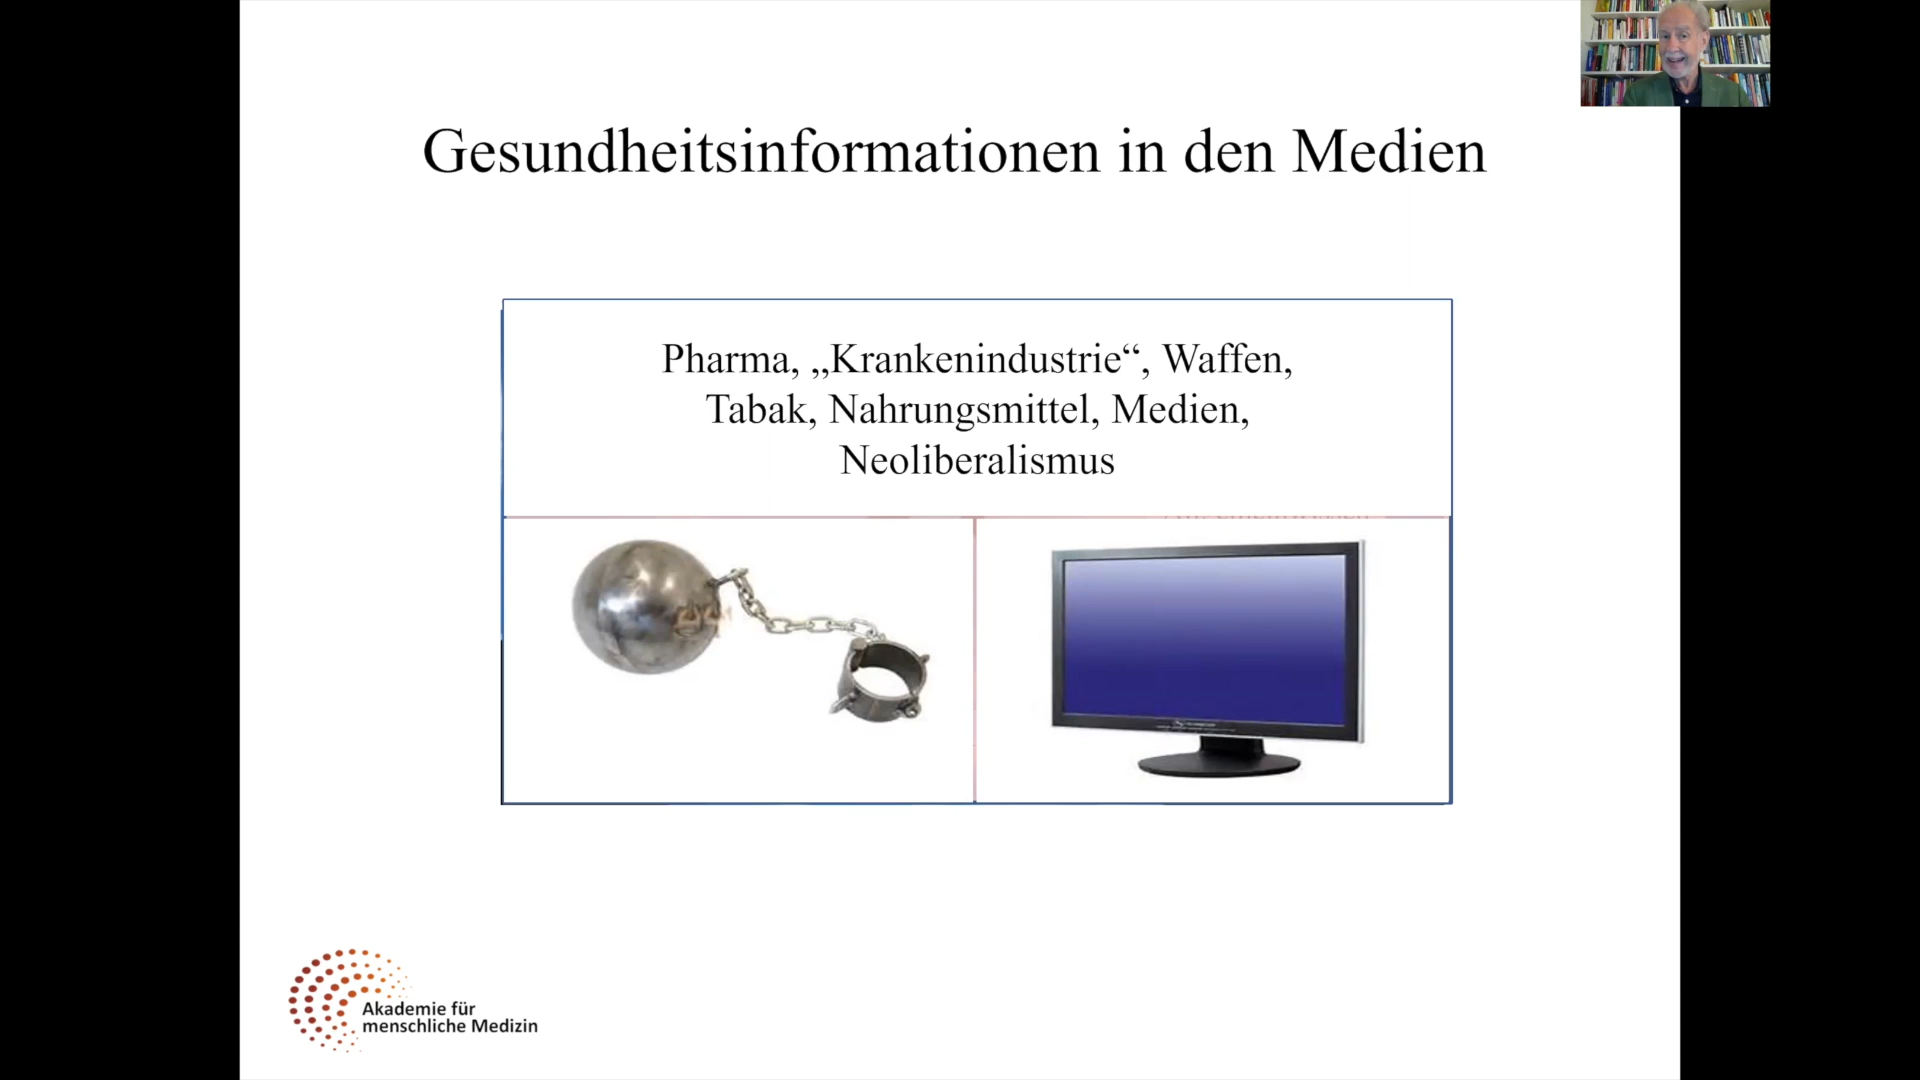 Gesundheitsinformationen in den Medien
Pharma, „Krankenindustrie“, Waffen,
Tabak, Nahrungsmittel, Medien,
Neoliberalismus
Akademie für
menschliche Medizin